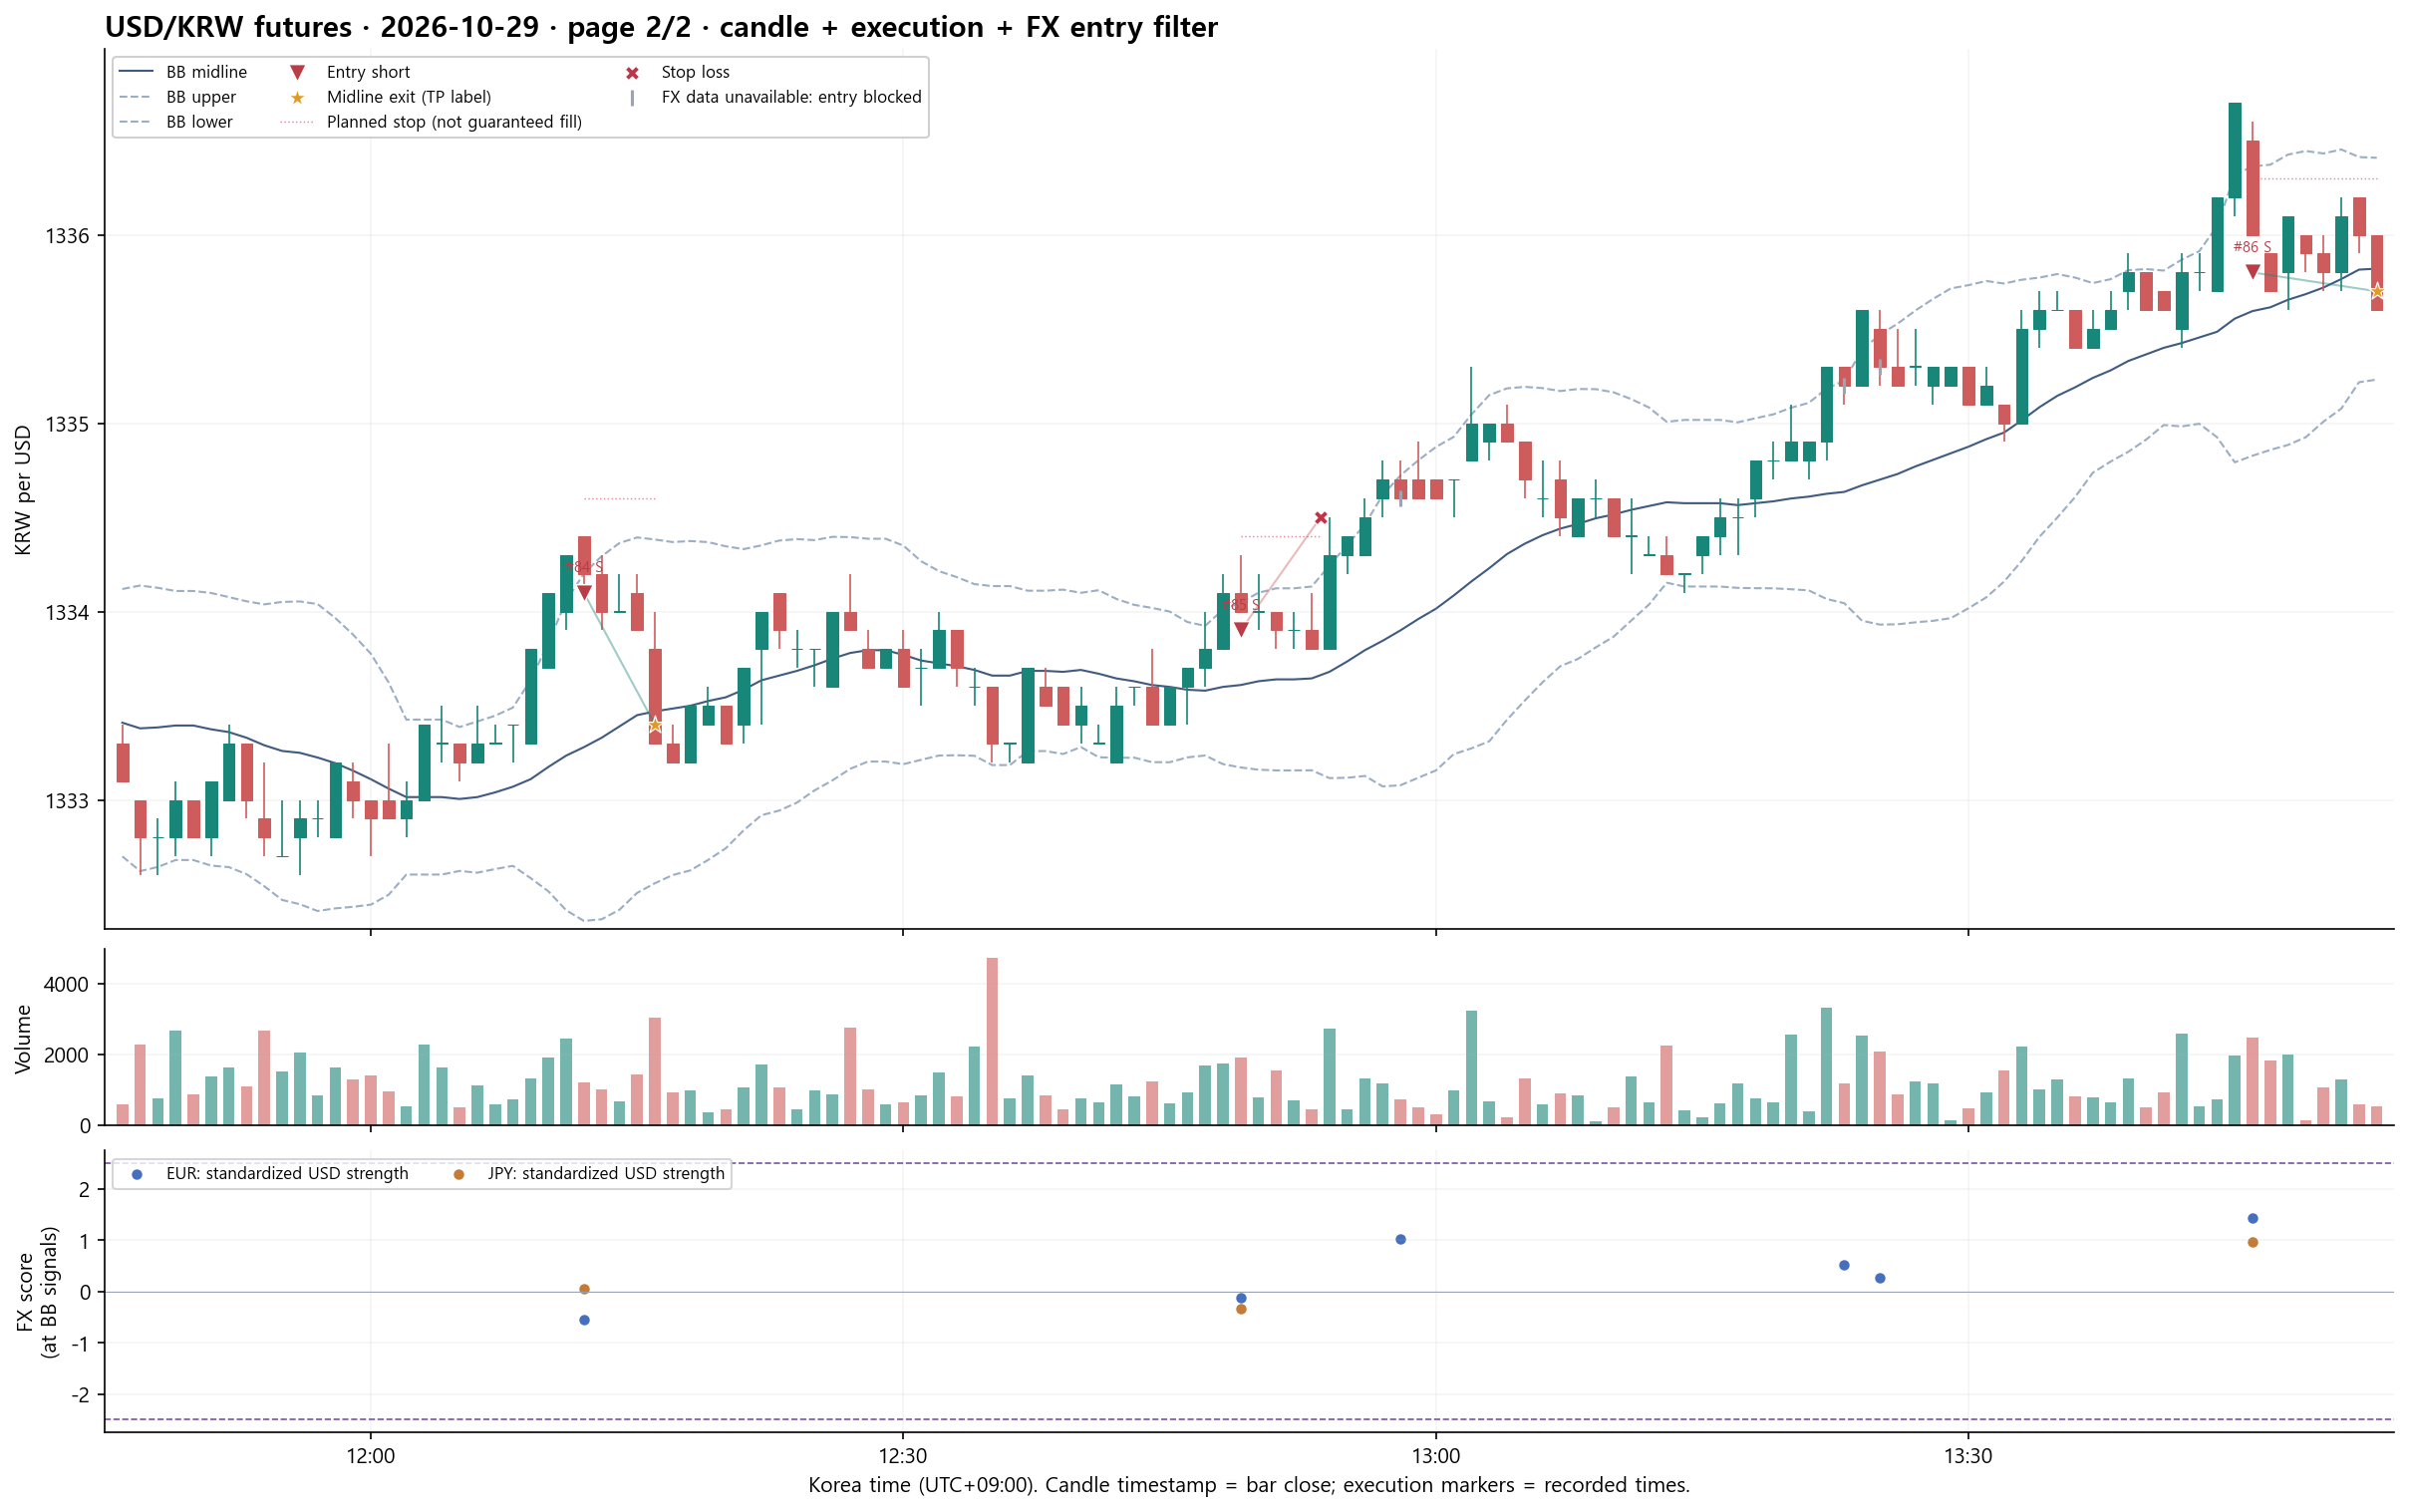 USD/KRW futures · 2026-10-29 · page 2/2 · candle + execution + FX entry filter
BB midline
BB upper
BB lower
Entry short
Midline exit (TP label)
Planned stop (not guaranteed fill)
Stop loss
FX data unavailable: entry blocked
KRW per USD
1336
1335
1334
1333
#84 S
#85 S
#86 S
Volume
4000
2000
0
EUR: standardized USD strength
JPY: standardized USD strength
FX score
(at BB signals)
2
1
0
-1
-2
12:00
12:30
13:00
13:30
Korea time (UTC+09:00). Candle timestamp = bar close; execution markers = recorded times.